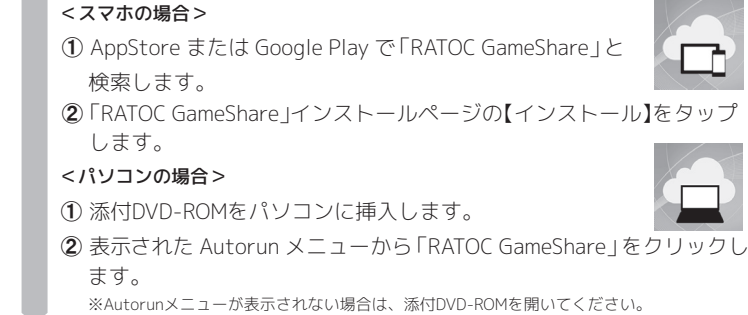 ＜スマホの場合＞
① AppStore または Google Play で「RATOC GameShare」と
検索します。
②「RATOC GameShare」インストールページの【インストール】をタップ
します。
＜パソコンの場合＞
① 添付DVD-ROMをパソコンに挿入します。
② 表示された Autorun メニューから「RATOC GameShare」をクリックし
ます。
※Autorunメニューが表示されない場合は、添付DVD-ROMを開いてください。